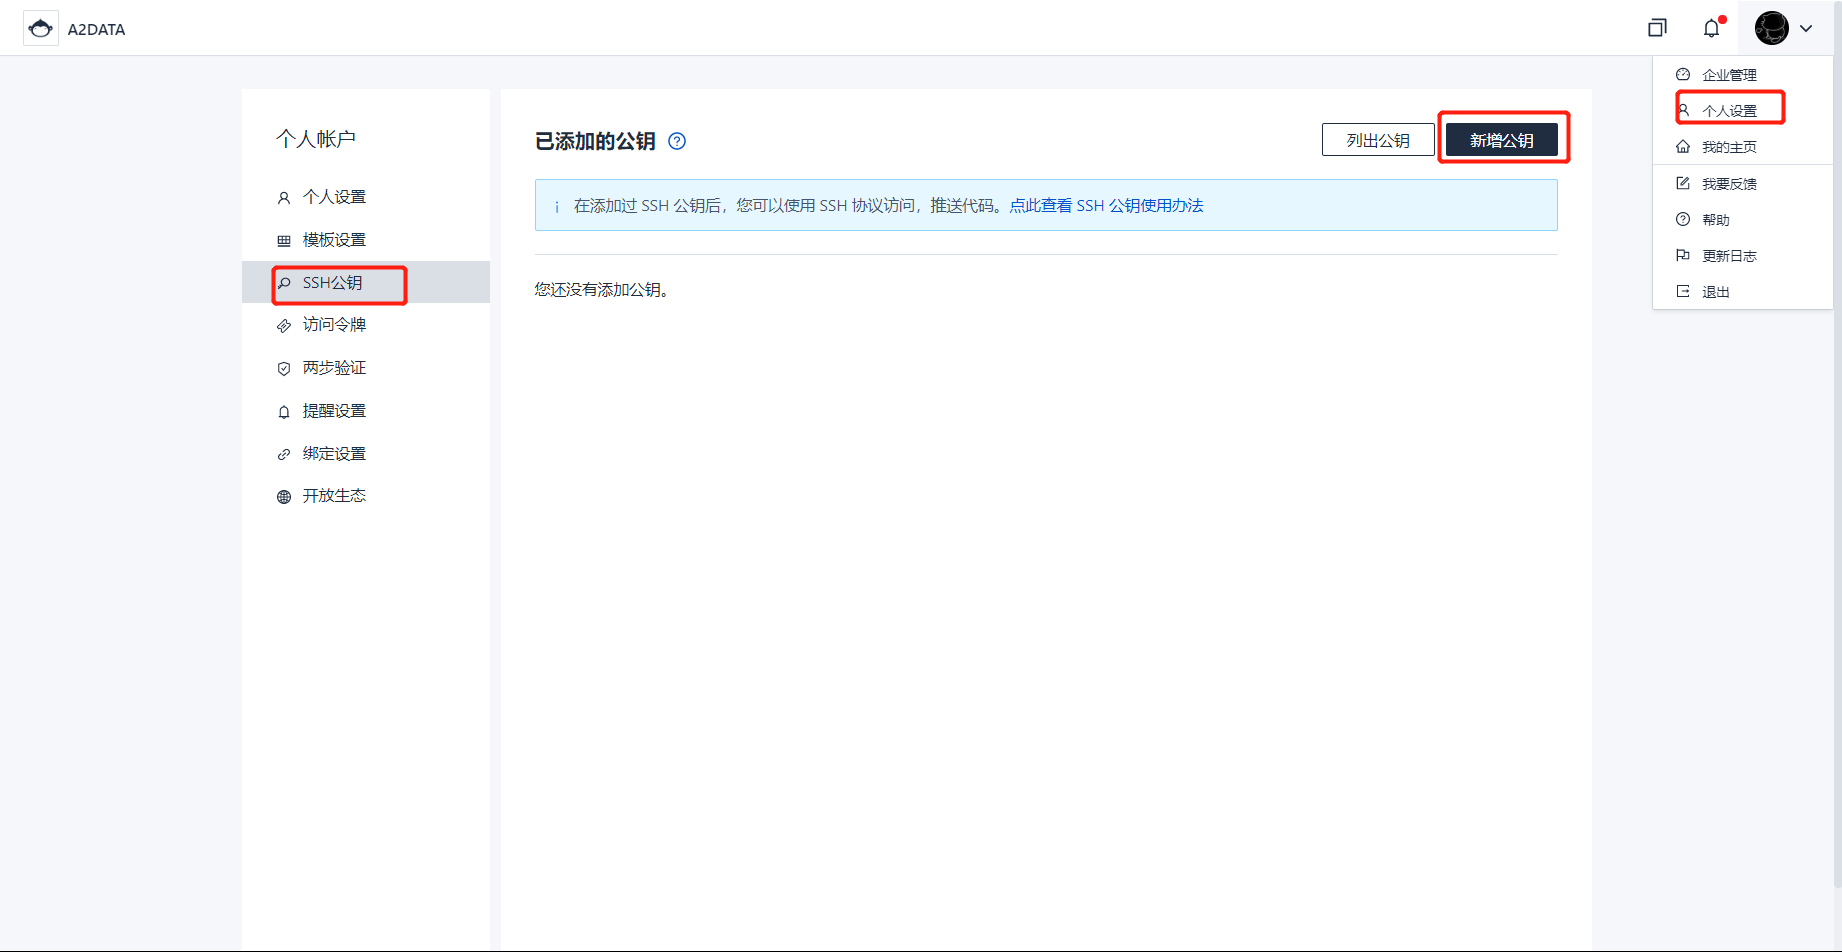 A2DATA
个人帐户
个人设置
模板设置
SSH公钥
访问令牌
两步验证
提醒设置
绑定设置
开放生态
已添加的公钥
列出公钥
新增公钥
在添加过 SSH 公钥后，您可以使用 SSH 协议访问，推送代码。点此查看 SSH 公钥使用办法
您还没有添加公钥。
企业管理
个人设置
我的主页
我要反馈
帮助
更新日志
退出